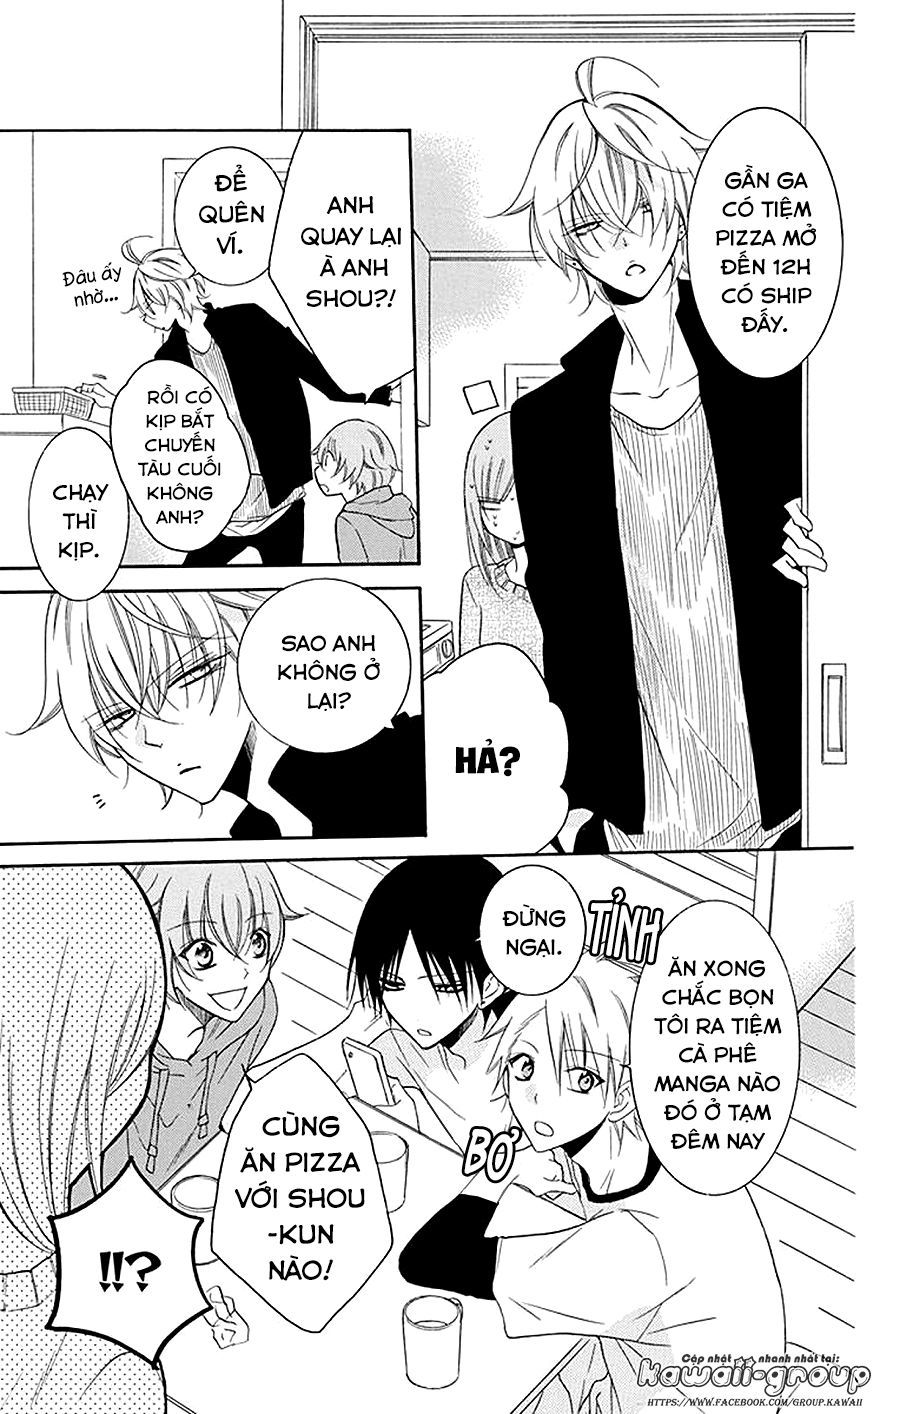 GẦN GA
CÓ TIỆM
PIZZA MỞ
ĐẾN 12H
CÓ SHIP
ĐẤY.
ANH
QUAY LẠI
À ANH
SHOU?!
ĐỂ
QUÊN
VÍ.
Đâu ấy
nhờ...
RỒI CÓ
KỊP BẮT
CHUYẾN
TÀU CUỐI
KHÔNG
ANH?
CHẠY
THÌ
KỊP.
SAO ANH
KHÔNG Ở
LẠI?
HẢ?
ĂN XONG
CHẮC BỌN
TÔI RA TIỆM
CÀ PHÊ
MANGA NÀO
ĐÓ Ở TẠM
ĐÊM NAY
TỈNH
BƠ
ĐỪNG
NGẠI.
CÙNG
ĂN PIZZA
VỚI SHOU
-KUN
NÀO!
!!?
Cập nhật nhanh nhất tại:
kawaii-group
HTTPS://WWW.FACEBOOK.COM/GROUP.KAWAII